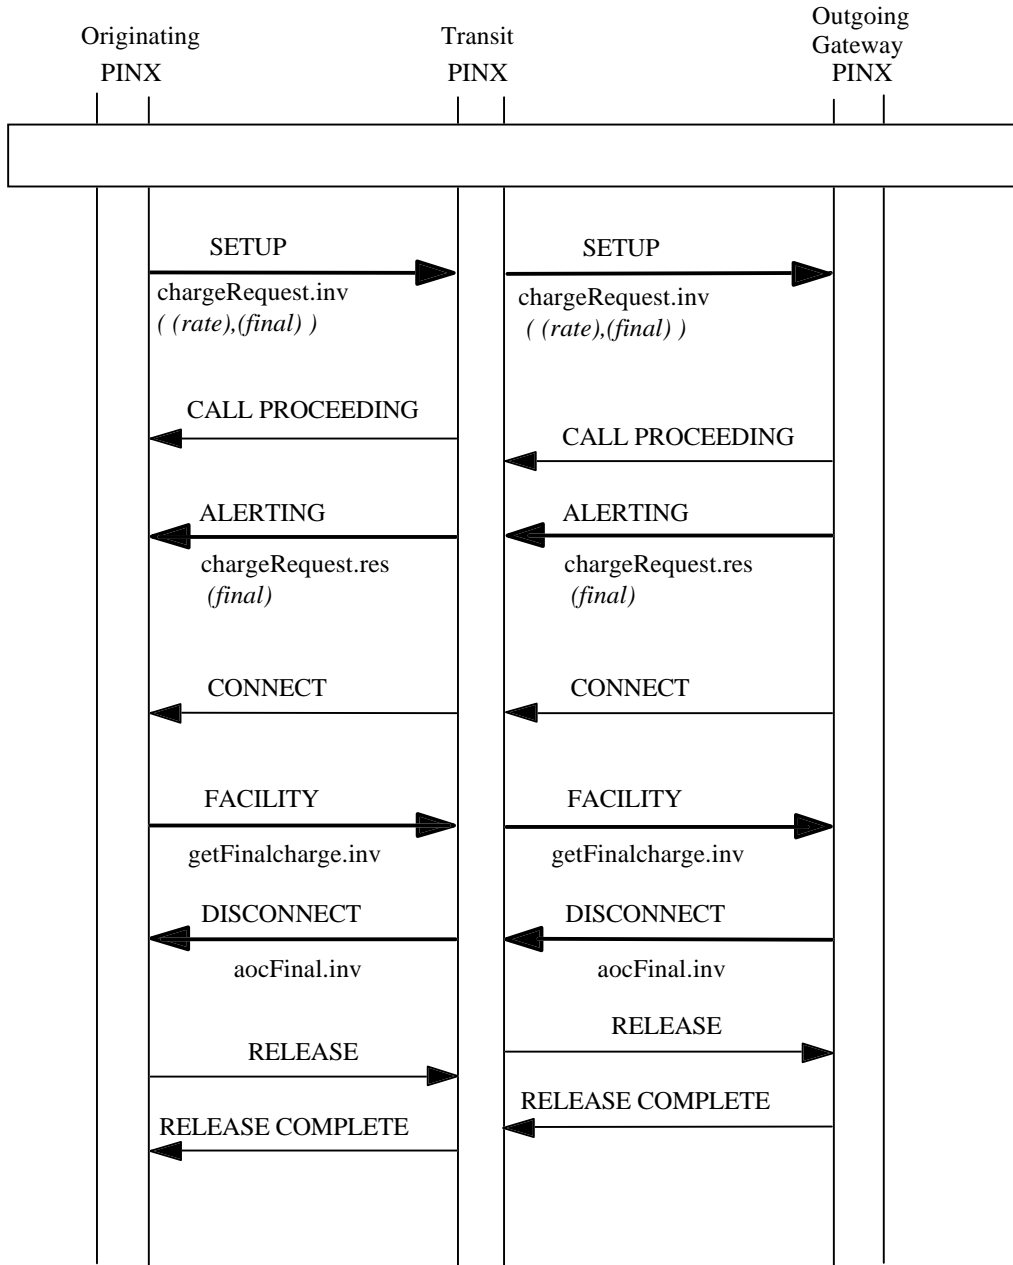 Originating
PINX
Transit
PINX
Outgoing
Gateway
PINX
SETUP
chargeRequest.inv
( (rate),(final) )
SETUP
chargeRequest.inv
( (rate),(final) )
CALL PROCEEDING
CALL PROCEEDING
ALERTING
chargeRequest.res
(final)
ALERTING
chargeRequest.res
(final)
CONNECT
CONNECT
FACILITY
getFinalcharge.inv
FACILITY
getFinalcharge.inv
DISCONNECT
aocFinal.inv
DISCONNECT
aocFinal.inv
RELEASE
RELEASE
RELEASE COMPLETE
RELEASE COMPLETE